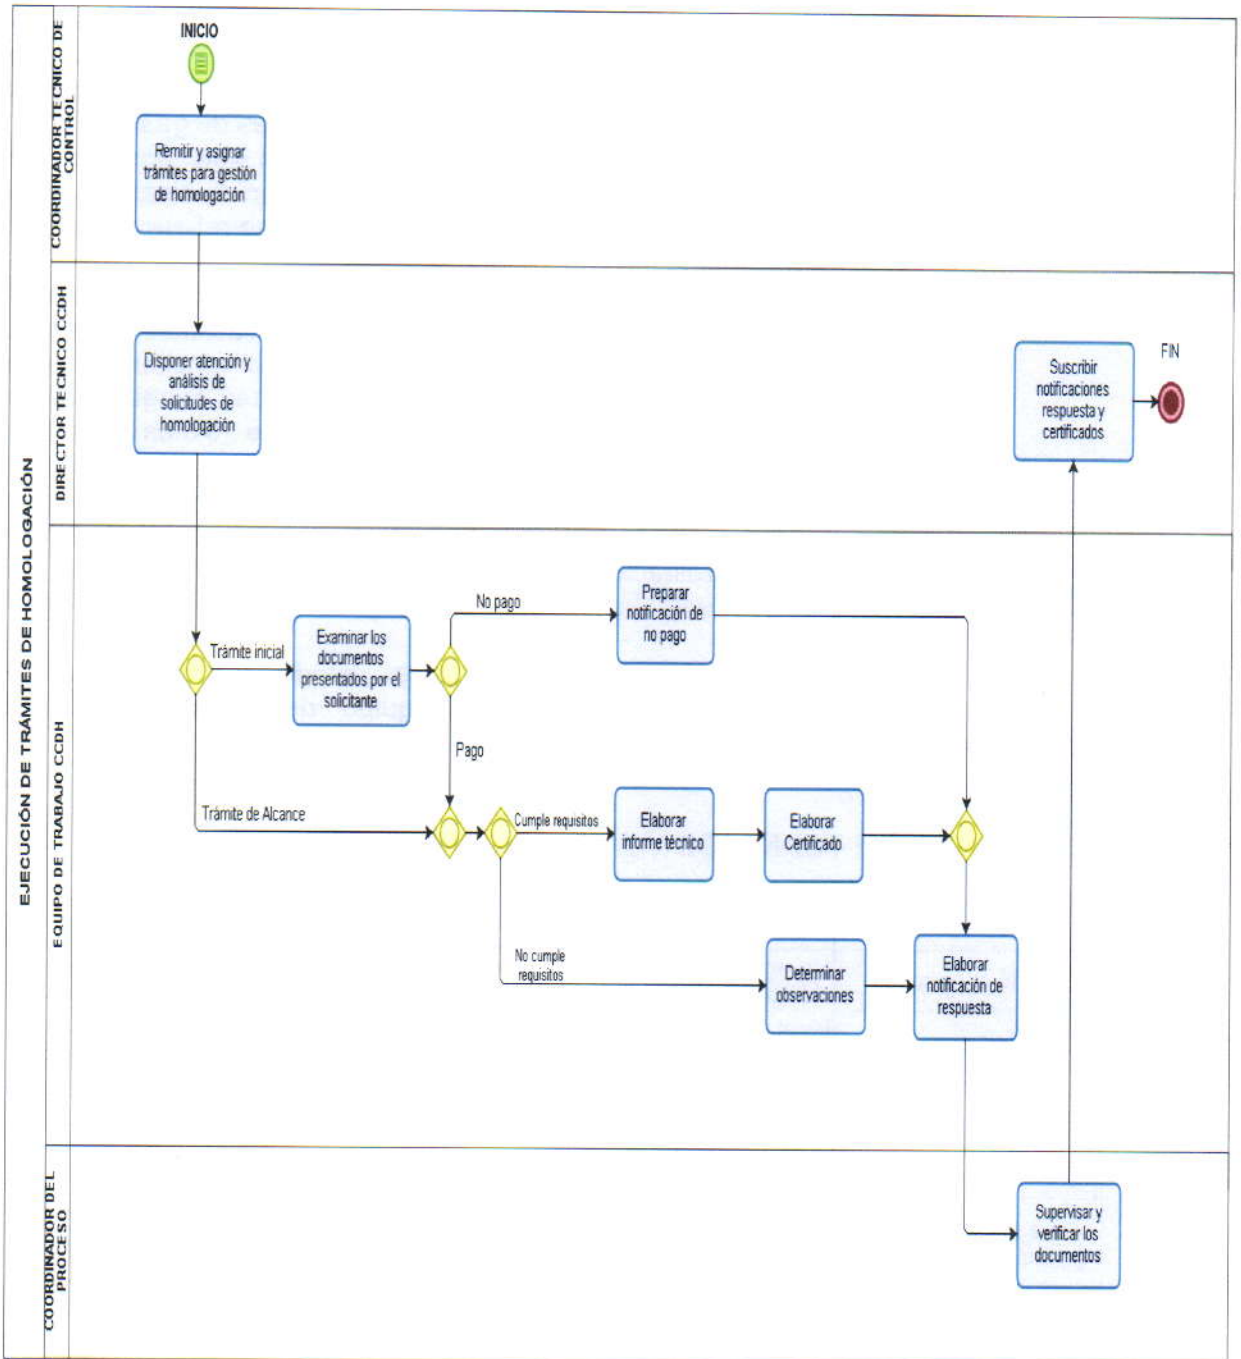 EJECUCIÓN DE TRÁMITES DE HOMOLOGACIÓN
COORDINADOR TECNICO DE
CONTROL
INICIO
Remitir y asignar
trámites para gestión
de homologación
DIRECTOR TECNICO CCDH
Disponer atención y
análisis de
solicitudes de
homologación
Suscribir
notificaciones
respuesta y
certificados
FIN
EQUIPO DE TRABAJO CCDH
Trámite inicial
Examinar los
documentos
presentados por el
solicitante
No pago
Preparar
notificación de
no pago
Pago
Trámite de Alcance
Cumple requisitos
Elaborar
informe técnico
Elaborar
Certificado
No cumple
requisitos
Determinar
observaciones
Elaborar
notificación de
respuesta
COORDINADOR DEL
PROCESO
Supervisar y
verificar los
documentos